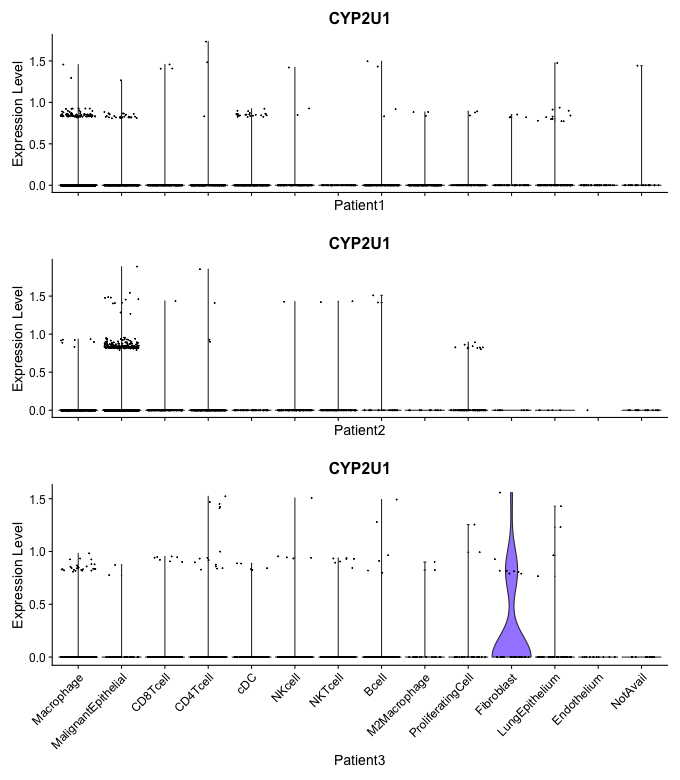 CYP2U1
Expression Level
1.5
1.0
0.5
0.0
Patient1
CYP2U1
Expression Level
1.5
1.0
0.5
0.0
Patient2
CYP2U1
Expression Level
1.5
1.0
0.5
0.0
Macrophage
MalignantEpithelial
CD8Tcell
CD4Tcell
cDC
NKcell
NKTcell
Bcell
M2Macrophage
ProliferatingCell
Fibroblast
LungEpithelium
Endothelium
NotAvail
Patient3